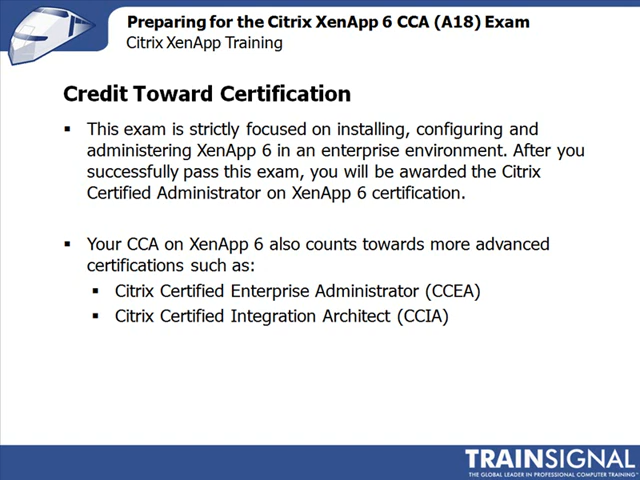 Preparing for the Citrix XenApp 6 CCA (A18) Exam
Citrix XenApp Training
Credit Toward Certification
▪ This exam is strictly focused on installing, configuring and
administering XenApp 6 in an enterprise environment. After you
successfully pass this exam, you will be awarded the Citrix
Certified Administrator on XenApp 6 certification.
▪ Your CCA on XenApp 6 also counts towards more advanced
certifications such as:
▪ Citrix Certified Enterprise Administrator (CCEA)
▪ Citrix Certified Integration Architect (CCIA)
TRAINSIGNAL
THE GLOBAL LEADER IN PROFESSIONAL COMPUTER TRAINING™